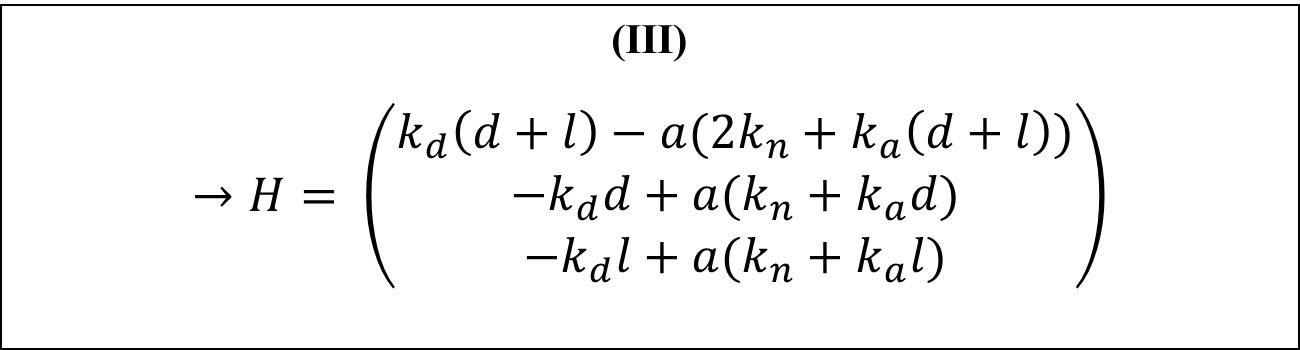 (III)
→ H = ( k_d(d + l) − a(2k_n + k_a(d + l))
−k_d d + a(k_n + k_a d)
−k_d l + a(k_n + k_a l) )